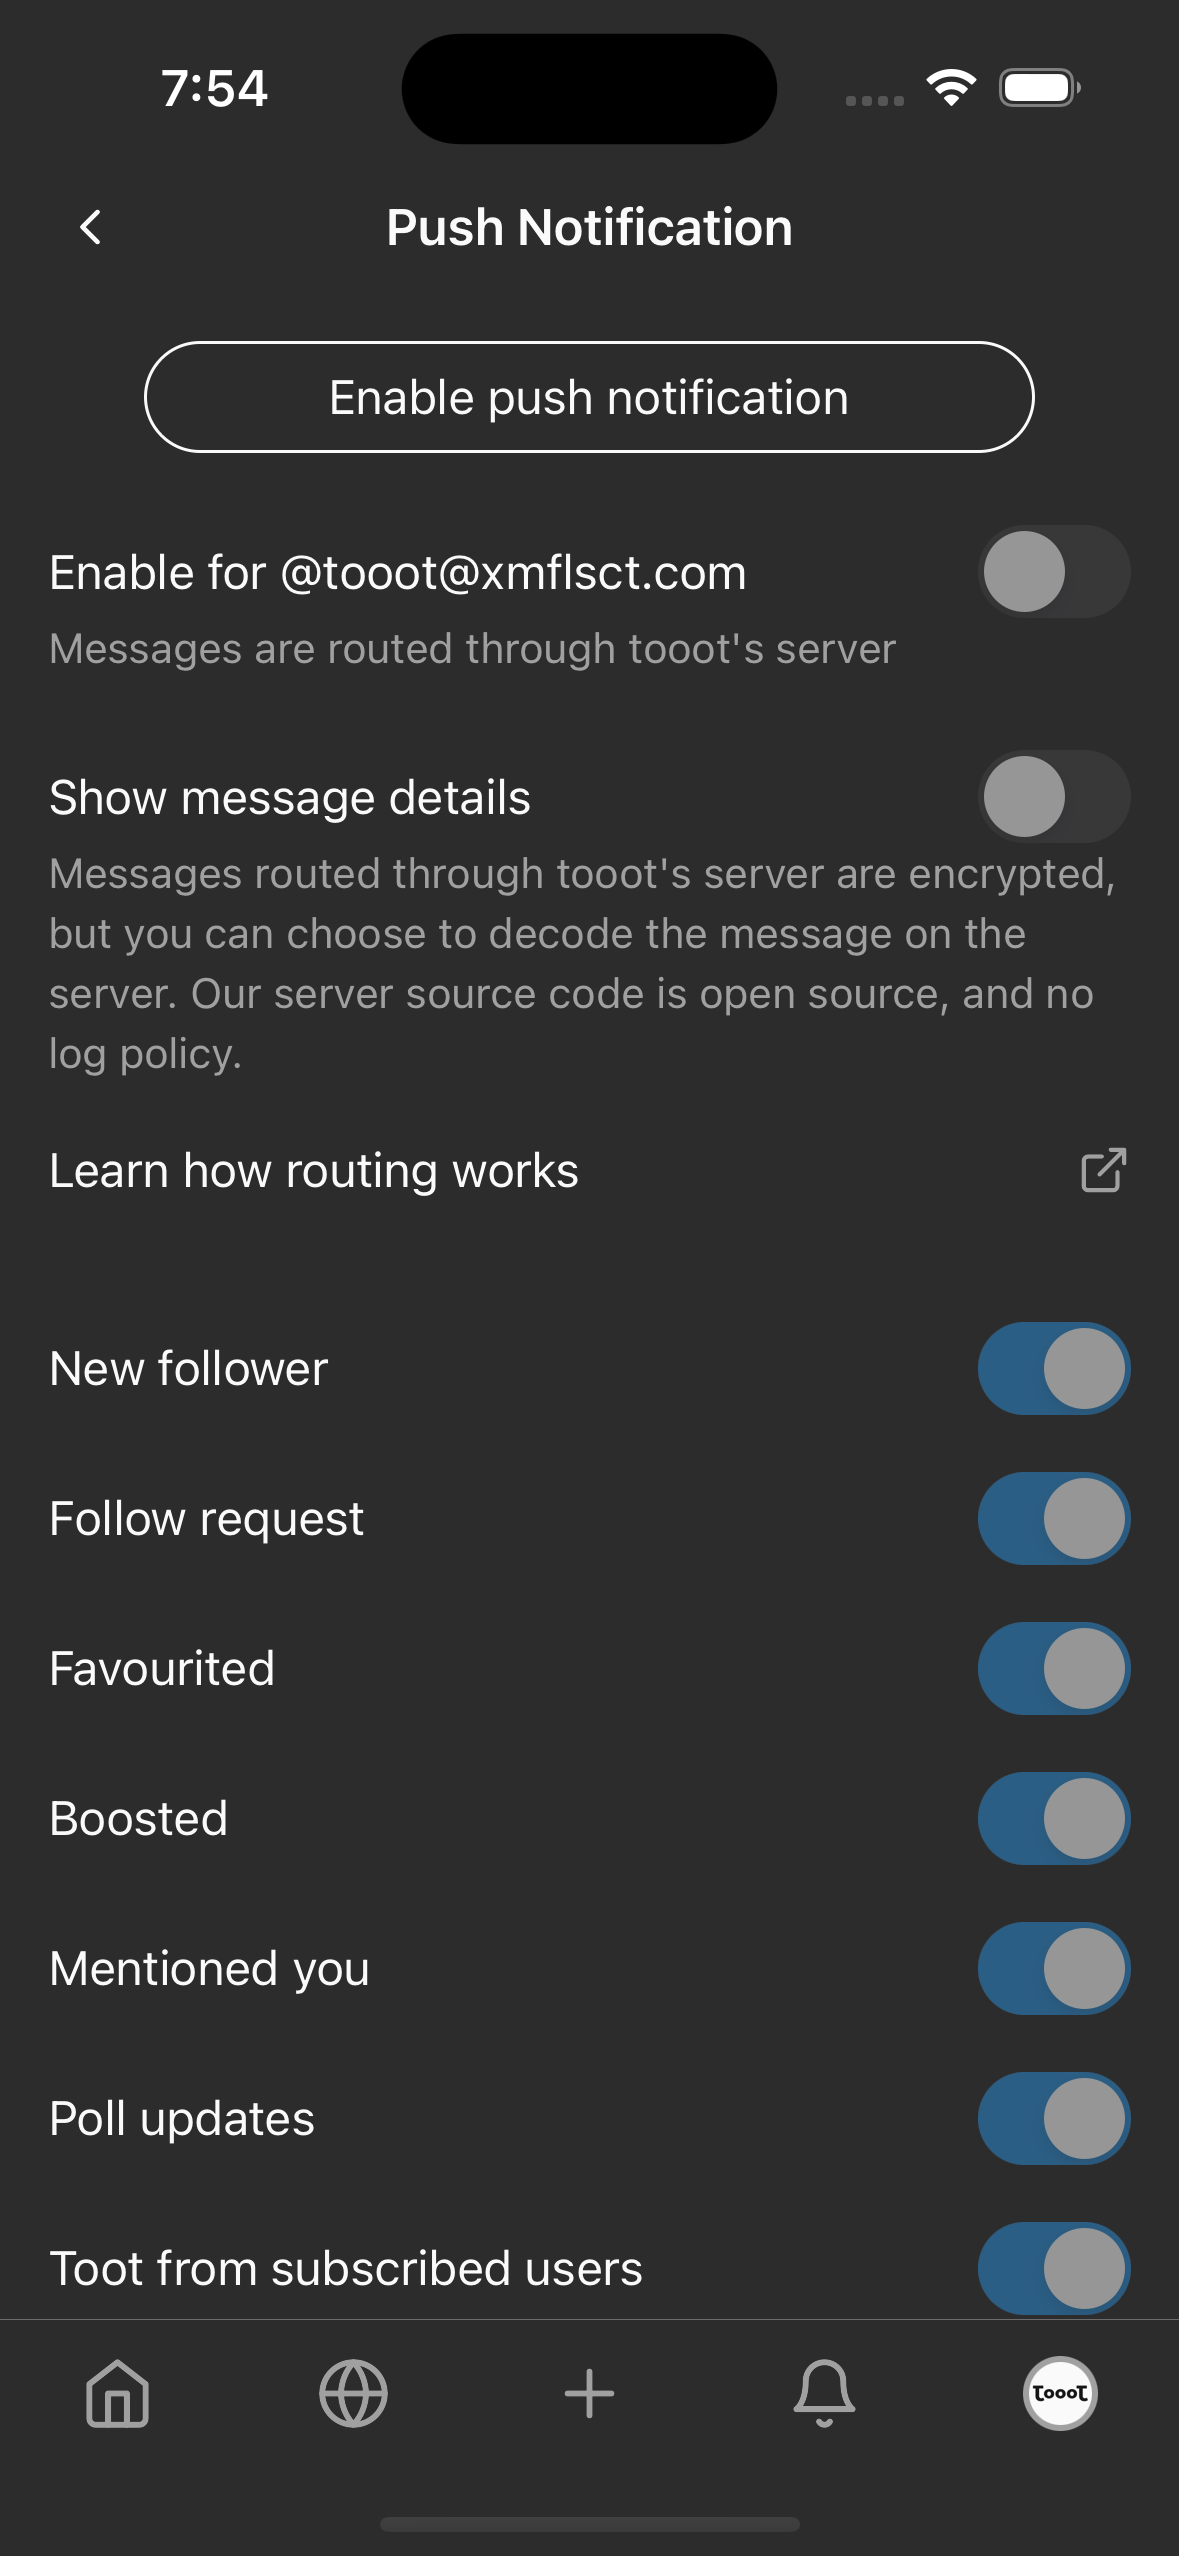 7:54
Push Notification
Enable push notification
Enable for @tooot@xmflsct.com
Messages are routed through tooot's server
Show message details
Messages routed through tooot's server are encrypted,
but you can choose to decode the message on the
server. Our server source code is open source, and no
log policy.
Learn how routing works
New follower
Follow request
Favourited
Boosted
Mentioned you
Poll updates
Toot from subscribed users
tooot